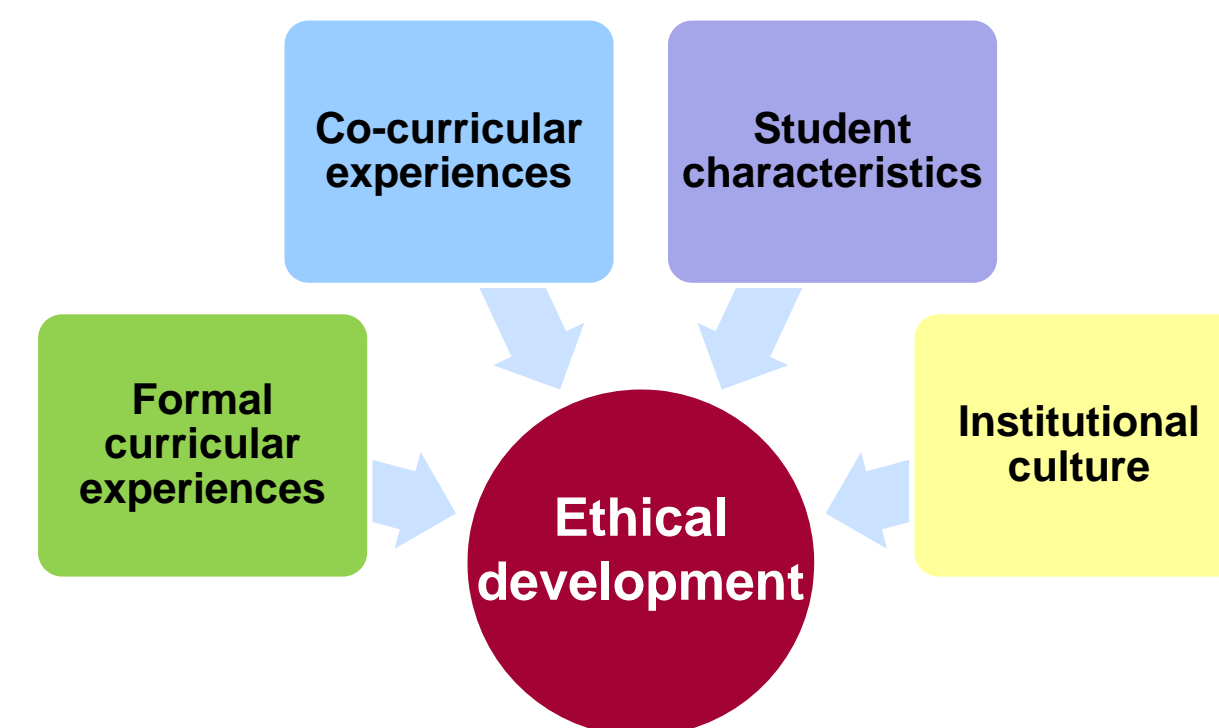 Co-curricular
experiences
Student
characteristics
Formal
curricular
experiences
Institutional
culture
Ethical
development